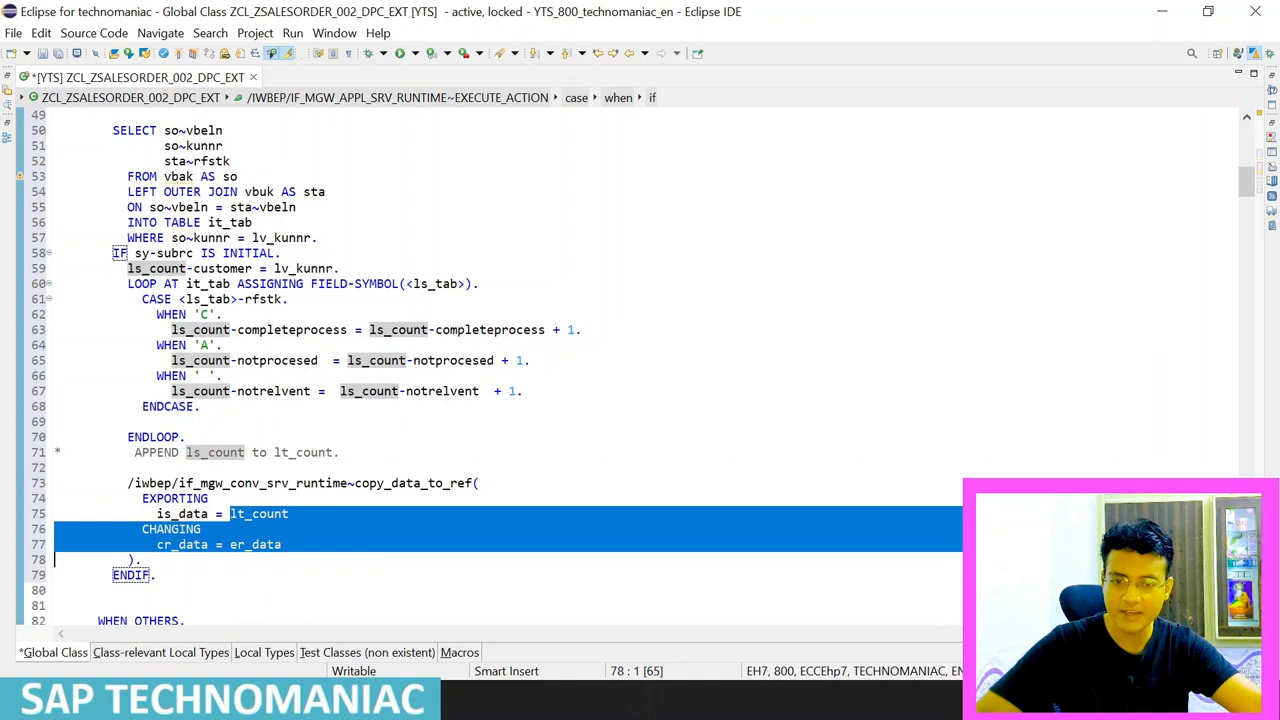 Eclipse for technomaniac - Global Class ZCL_ZSALESORDER_002_DPC_EXT [YTS] - active, locked - YTS_800_technomaniac_en - Eclipse IDE
File Edit Source Code Navigate Search Project Run Window Help
*[YTS] ZCL_ZSALESORDER_002_DPC_EXT
ZCL_ZSALESORDER_002_DPC_EXT /IWBEP/IF_MGW_APPL_SRV_RUNTIME~EXECUTE_ACTION case when if
49
50 SELECT so~vbeln
51 so~kunnr
52 sta~rfstk
53 FROM vbak AS so
54 LEFT OUTER JOIN vbuk AS sta
55 ON so~vbeln = sta~vbeln
56 INTO TABLE it_tab
57 WHERE so~kunnr = lv_kunnr.
58 IF sy-subrc IS INITIAL.
59 ls_count-customer = lv_kunnr.
60 LOOP AT it_tab ASSIGNING FIELD-SYMBOL(<ls_tab>).
61 CASE <ls_tab>-rfstk.
62 WHEN 'C'.
63 ls_count-completeprocess = ls_count-completeprocess + 1.
64 WHEN 'A'.
65 ls_count-notprocesed = ls_count-notprocesed + 1.
66 WHEN ' '.
67 ls_count-notrelvent = ls_count-notrelvent + 1.
68 ENDCASE.
69
70 ENDLOOP.
71 * APPEND ls_count to lt_count.
72
73 /iwbep/if_mgw_conv_srv_runtime~copy_data_to_ref(
74 EXPORTING
75 is_data = lt_count
76 CHANGING
77 cr_data = er_data
78 ).
79 ENDIF.
80
81
82 WHEN OTHERS.
*Global Class Class-relevant Local Types Local Types Test Classes (non existent) Macros
Writable Smart Insert 78 : 1 [65] EH7, 800, ECCEhp7, TECHNOMANIAC, EN
SAP TECHNOMANIAC